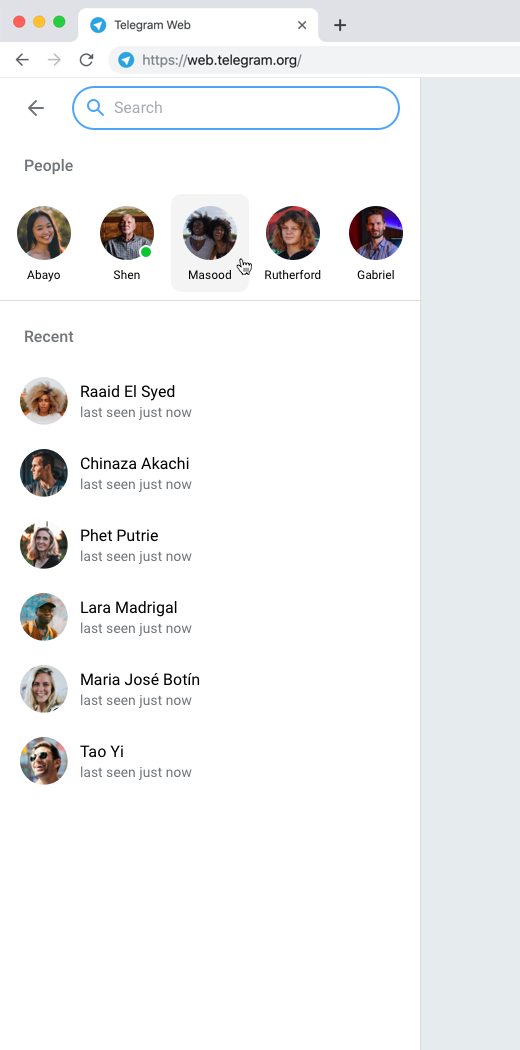 Telegram Web
https://web.telegram.org/
Search
People
Abayo
Shen
Masood
Rutherford
Gabriel
Recent
Raaid El Syed
last seen just now
Chinaza Akachi
last seen just now
Phet Putrie
last seen just now
Lara Madrigal
last seen just now
Maria José Botín
last seen just now
Tao Yi
last seen just now